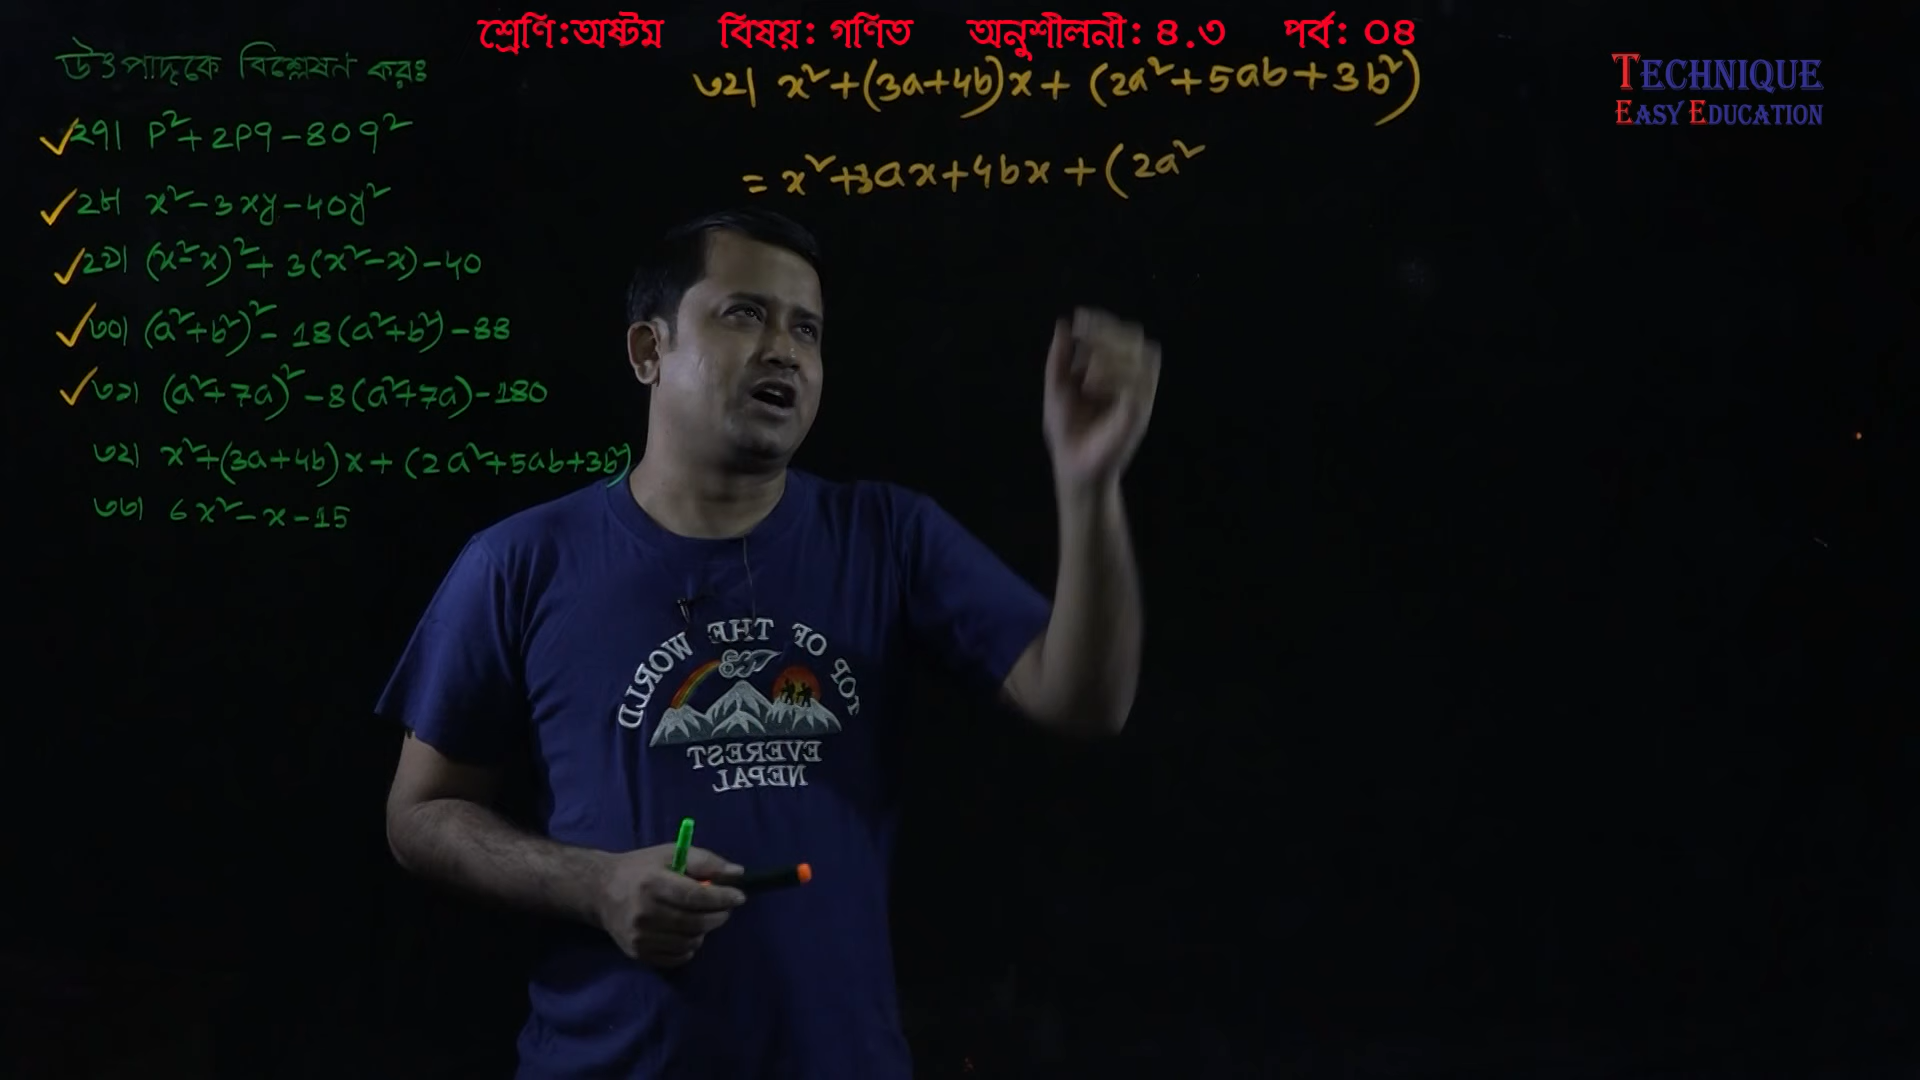 শ্রেণি:অষ্টম বিষয়: গণিত অনুশীলনী: ৪.৩ পর্ব: ০৪
TECHNIQUE
EASY EDUCATION
উৎপাদকে বিশ্লেষন করঃ
২৭। p²+2pq-80q²
২৮। x²-3xy-40y²
২৯। (x²-x)²+3(x²-x)-40
৩০। (a²+b²)²-18(a²+b²)-88
৩১। (a²+7a)²-8(a²+7a)-180
৩২। x²+(3a+4b)x+(2a²+5ab+3b²)
৩৩। 6x²-x-15
৩২। x²+(3a+4b)x+(2a²+5ab+3b²)
=x²+3ax+4bx+(2a²
TOP OF THE WORLD
EVEREST
NEPAL